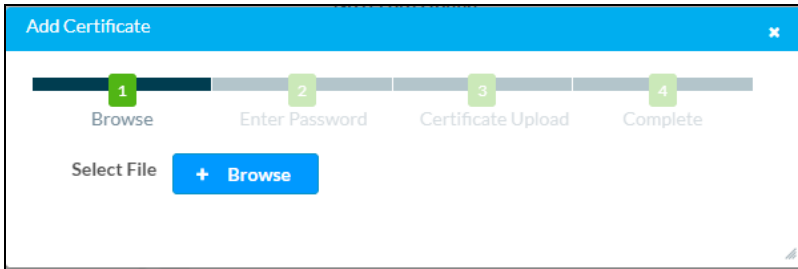 Add Certificate
1 2 3 4
Browse Enter Password Certificate Upload Complete
Select File + Browse